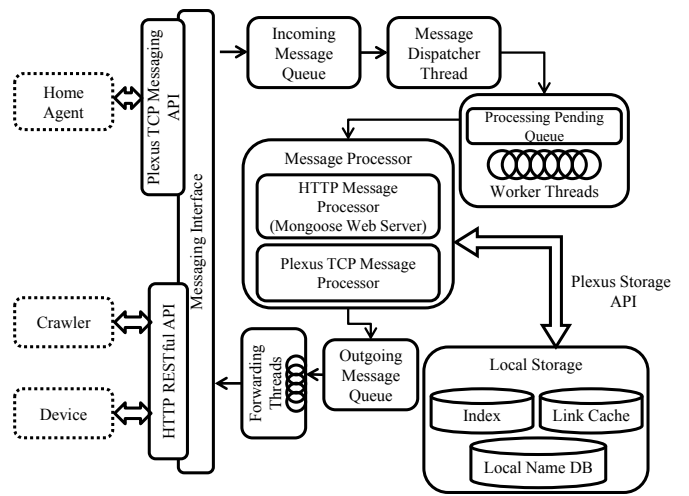 Home
Agent
Plexus TCP Messaging
API
Messaging Interface
Incoming
Message
Queue
Message
Dispatcher
Thread
Processing Pending
Queue
Worker Threads
Message Processor
HTTP Message
Processor
(Mongoose Web Server)
Plexus TCP Message
Processor
Plexus Storage
API
Crawler
Device
HTTP RESTful API
Forwarding
Threads
Outgoing
Message
Queue
Local Storage
Index
Link Cache
Local Name DB